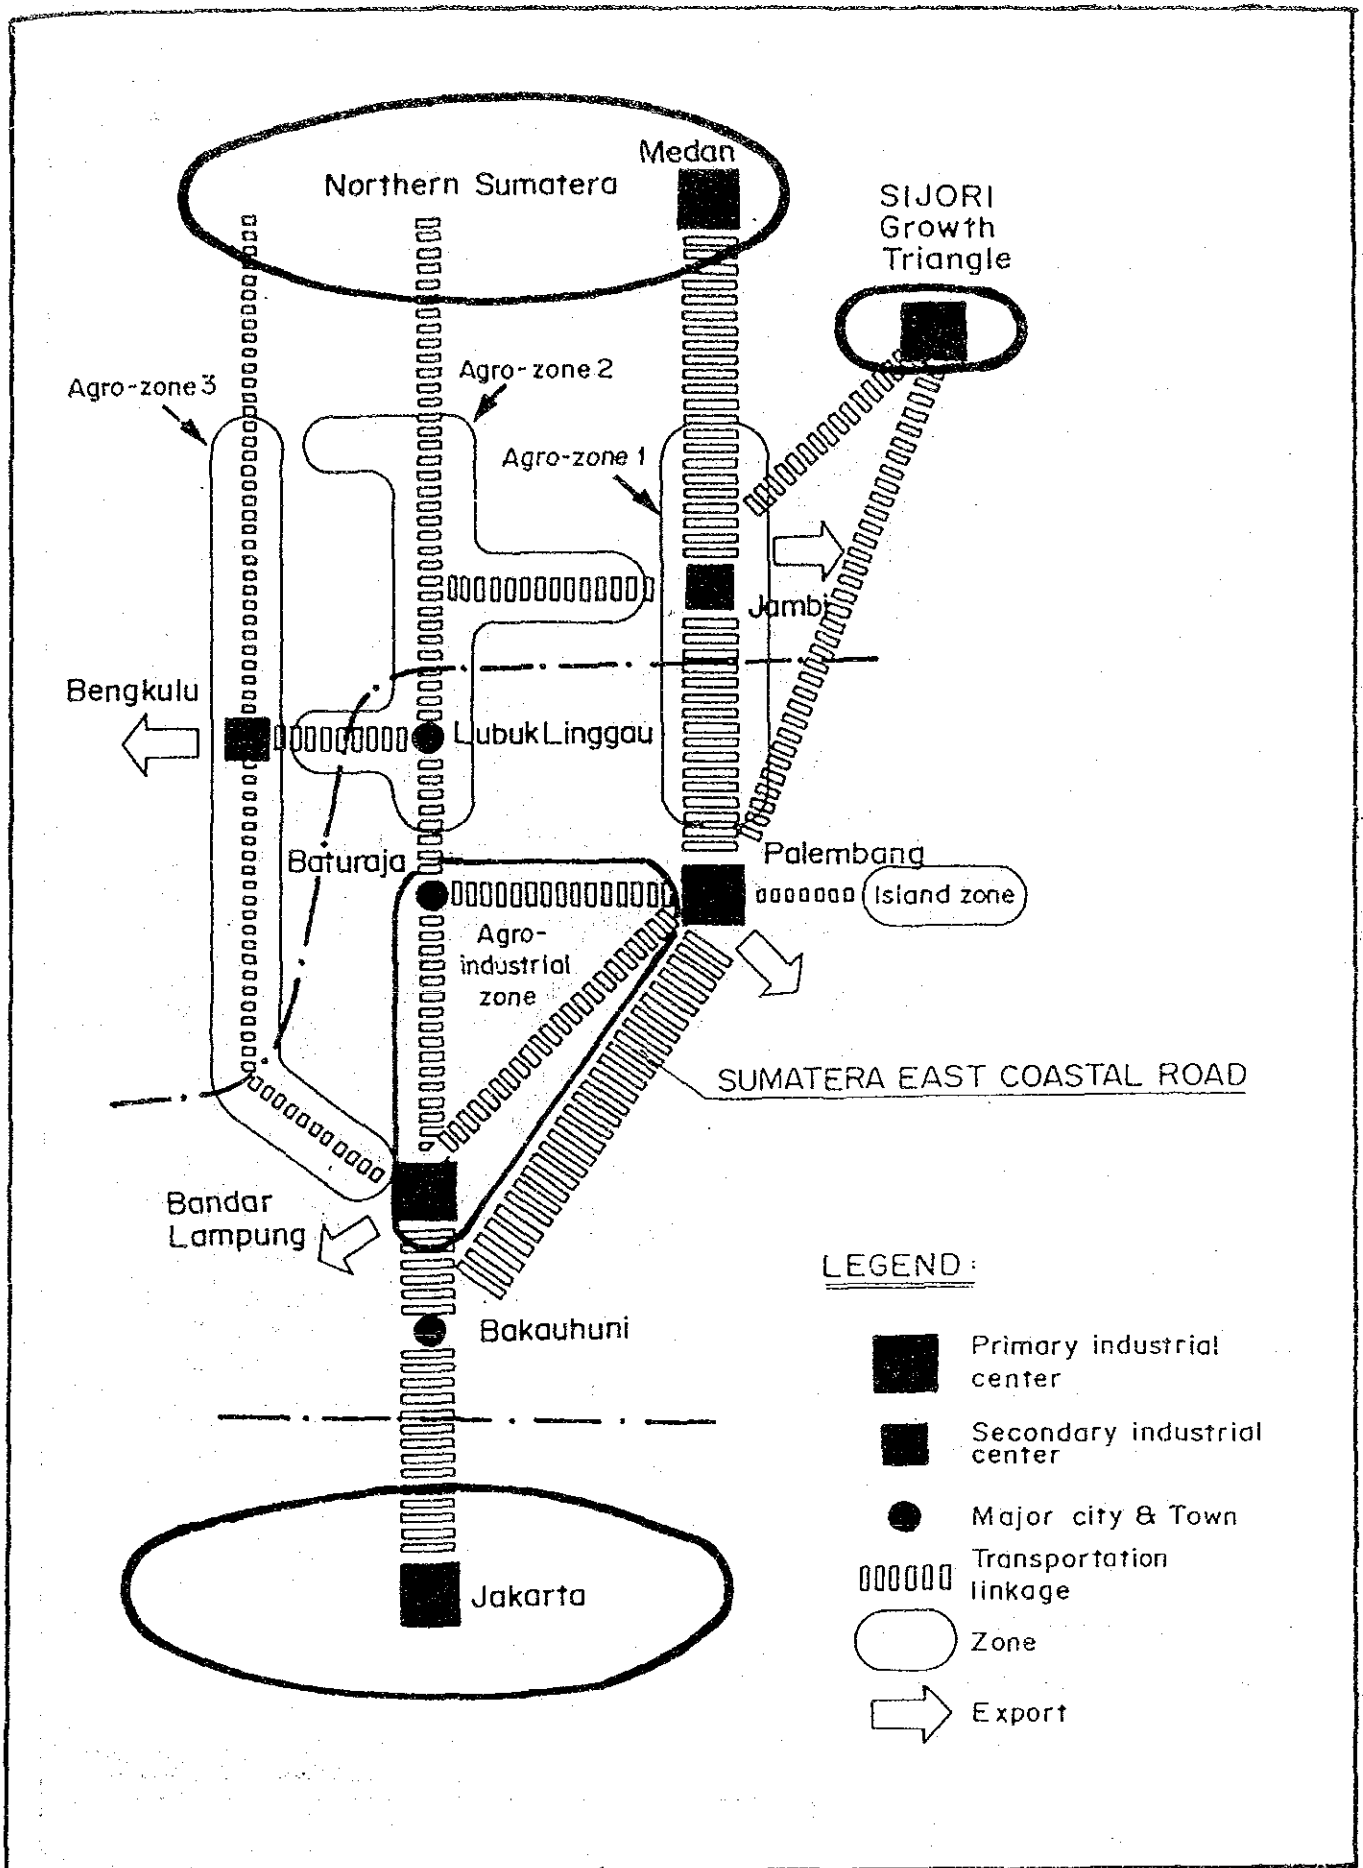 Medan
Northern Sumatera
SIJORI
Growth
Triangle
Agro-zone 3
Agro-zone 2
Agro-zone 1
Jambi
Bengkulu
Lubuk Linggau
Baturaja
Palembang
Island zone
Agro-
industrial
zone
SUMATERA EAST COASTAL ROAD
Bandar
Lampung
Bakauhuni
Jakarta
LEGEND :
Primary industrial
center
Secondary industrial
center
Major city & Town
Transportation
linkage
Zone
Export